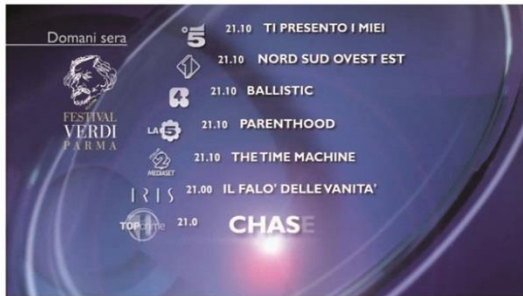 Domani sera
FESTIVAL
VERDI
PARMA
5 21.10 TI PRESENTO I MIEI
1 21.10 NORD SUD OVEST EST
4 21.10 BALLISTIC
LA 5 21.10 PARENTHOOD
2 MEDIASET 21.10 THE TIME MACHINE
IRIS 21.00 IL FALO' DELLE VANITA'
TOPcrime 21.0 CHASE